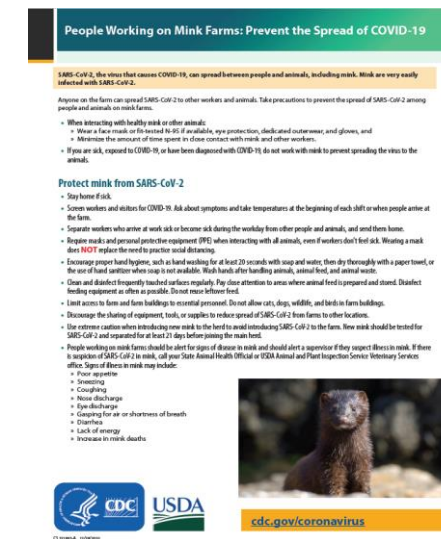 People Working on Mink Farms: Prevent the Spread of COVID-19
SARS-CoV-2, the virus that causes COVID-19, can spread between people and animals, including mink. Mink are very easily
infected with SARS-CoV-2.
Anyone on the farm can spread SARS-CoV-2 to other workers and animals. Take precautions to prevent the spread of SARS-CoV-2 among
people and animals on mink farms.
• When interacting with healthy mink or other animals:
» Wear a face mask or fit-tested N-95 if available, eye protection, dedicated outerwear, and gloves, and
» Minimize the amount of time spent in close contact with mink and other workers.
• If you are sick, exposed to COVID-19, or have been diagnosed with COVID-19, do not work with mink to prevent spreading the virus to the
animals.
Protect mink from SARS-CoV-2
• Stay home if sick.
• Screen workers and visitors for COVID-19. Ask about symptoms and take temperatures at the beginning of each shift or when people arrive at
the farm.
• Separate workers who arrive at work sick or become sick during the workday from other people and animals, and send them home.
• Require masks and personal protective equipment (PPE) when interacting with all animals, even if workers don't feel sick. Wearing a mask
does NOT replace the need to practice social distancing.
• Encourage proper hand hygiene, such as hand washing for at least 20 seconds with soap and water, then dry thoroughly with a paper towel, or
the use of hand sanitizer when soap is not available. Wash hands after handling animals, animal feed, and animal waste.
• Clean and disinfect frequently touched surfaces regularly. Pay close attention to areas where animal feed is prepared and stored. Disinfect
feeding equipment as often as possible. Do not reuse leftover feed.
• Limit access to farm and farm buildings to essential personnel. Do not allow cats, dogs, wildlife, and birds in farm buildings.
• Discourage the sharing of equipment, tools, or supplies to reduce spread of SARS-CoV-2 from farms to other locations.
• Use extreme caution when introducing new mink to the herd to avoid introducing SARS-CoV-2 to the farm. New mink should be tested for
SARS-CoV-2 and separated for at least 21 days before joining the main herd.
• People working on mink farms should be alert for signs of disease in mink and should alert a supervisor if they suspect illness in mink. If there
is suspicion of SARS-CoV-2 in mink, call your State Animal Health Official or USDA Animal and Plant Inspection Service Veterinary Services
office. Signs of illness in mink may include:
» Poor appetite
» Sneezing
» Coughing
» Nose discharge
» Eye discharge
» Gasping for air or shortness of breath
» Diarrhea
» Lack of energy
» Increase in mink deaths
CDC
USDA
cdc.gov/coronavirus